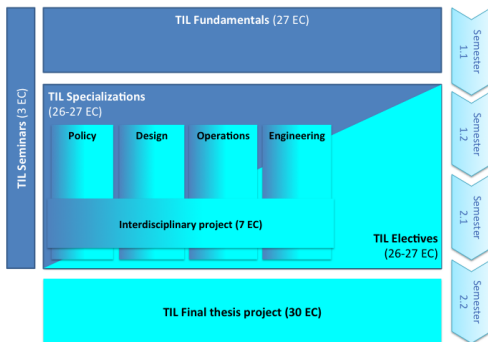 TIL Fundamentals (27 EC)
TIL Seminars (3 EC)
TIL Specializations
(26-27 EC)
Policy
Design
Operations
Engineering
Interdisciplinary project (7 EC)
TIL Electives
(26-27 EC)
TIL Final thesis project (30 EC)
Semester
1.1
Semester
1.2
Semester
2.1
Semester
2.2